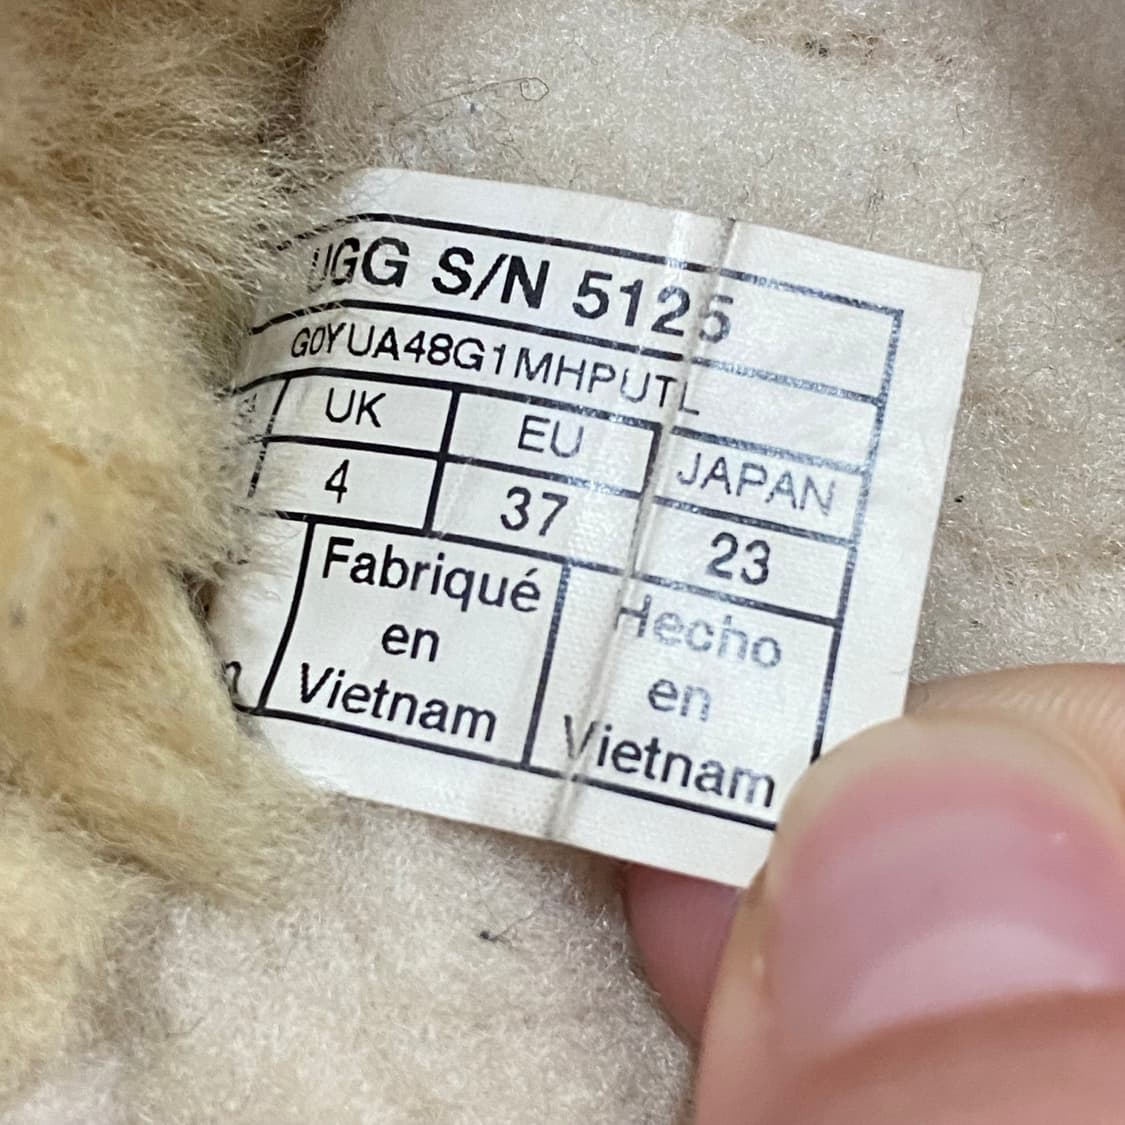 UGG S/N 5125
G0YUA48G1MHPUTL
UK EU JAPAN
4 37 23
Fabriqué
en
Vietnam
Hecho
en
Vietnam